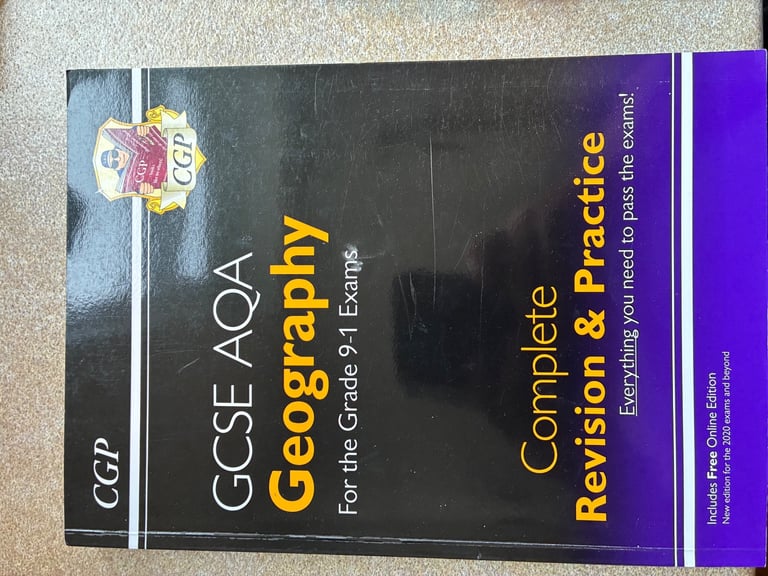 CGP
CGP
CGP
GCSE AQA
Geography
For the Grade 9-1 Exams
Complete
Revision & Practice
Everything you need to pass the exams!
Includes Free Online Edition
New edition for the 2020 exams and beyond